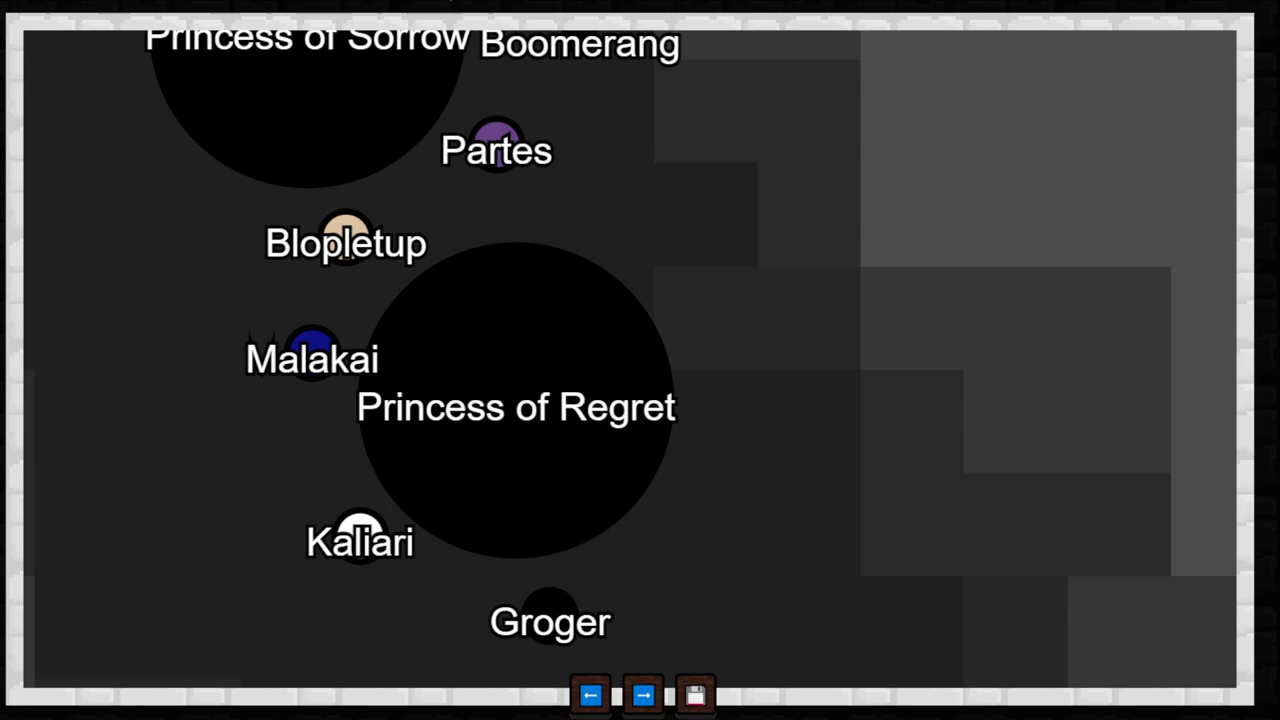 Princess of Sorrow
Boomerang
Partes
Blopletup
Malakai
Princess of Regret
Kaliari
Groger